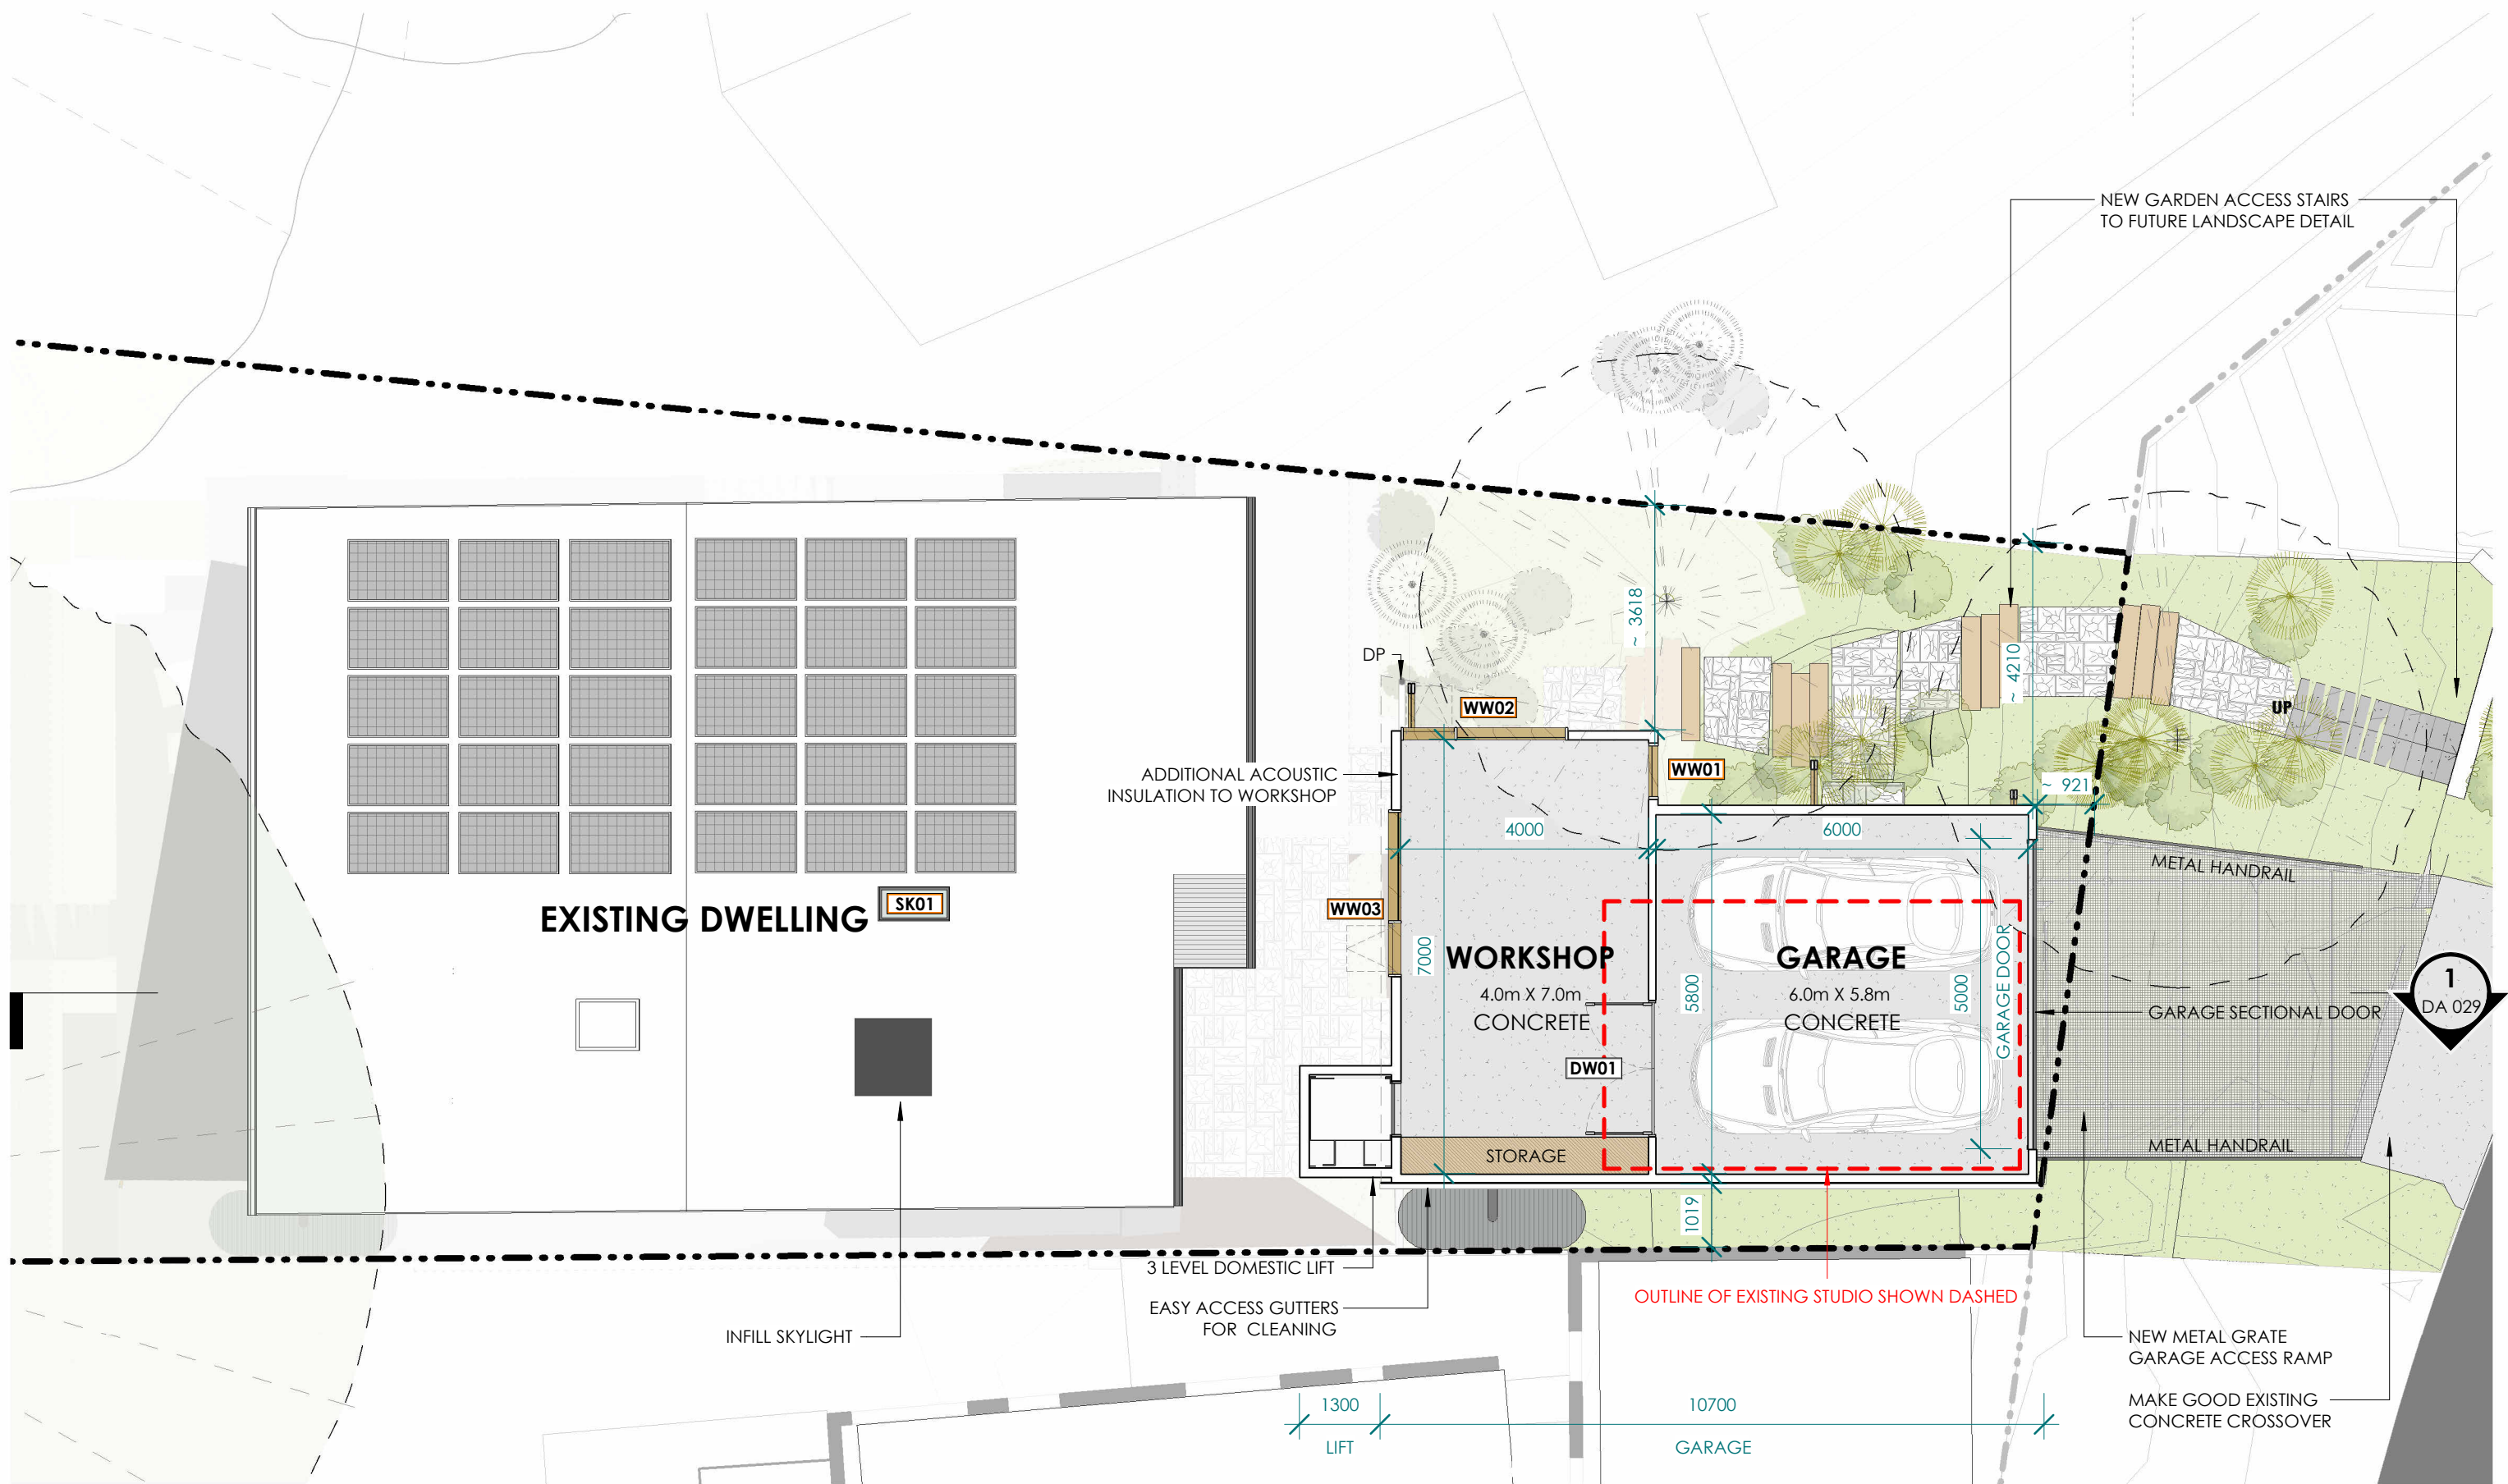 NEW GARDEN ACCESS STAIRS
TO FUTURE LANDSCAPE DETAIL
~ 3618
~ 4210
DP
WW02
UP
ADDITIONAL ACOUSTIC
INSULATION TO WORKSHOP
WW01
~ 921
4000
6000
METAL HANDRAIL
EXISTING DWELLING
SK01
WW03
7000
WORKSHOP
4.0m X 7.0m
CONCRETE
5800
GARAGE
6.0m X 5.8m
CONCRETE
5000
GARAGE DOOR
1
DA 029
GARAGE SECTIONAL DOOR
DW01
STORAGE
METAL HANDRAIL
1019
3 LEVEL DOMESTIC LIFT
EASY ACCESS GUTTERS
FOR CLEANING
OUTLINE OF EXISTING STUDIO SHOWN DASHED
INFILL SKYLIGHT
NEW METAL GRATE
GARAGE ACCESS RAMP
MAKE GOOD EXISTING
CONCRETE CROSSOVER
1300
LIFT
10700
GARAGE